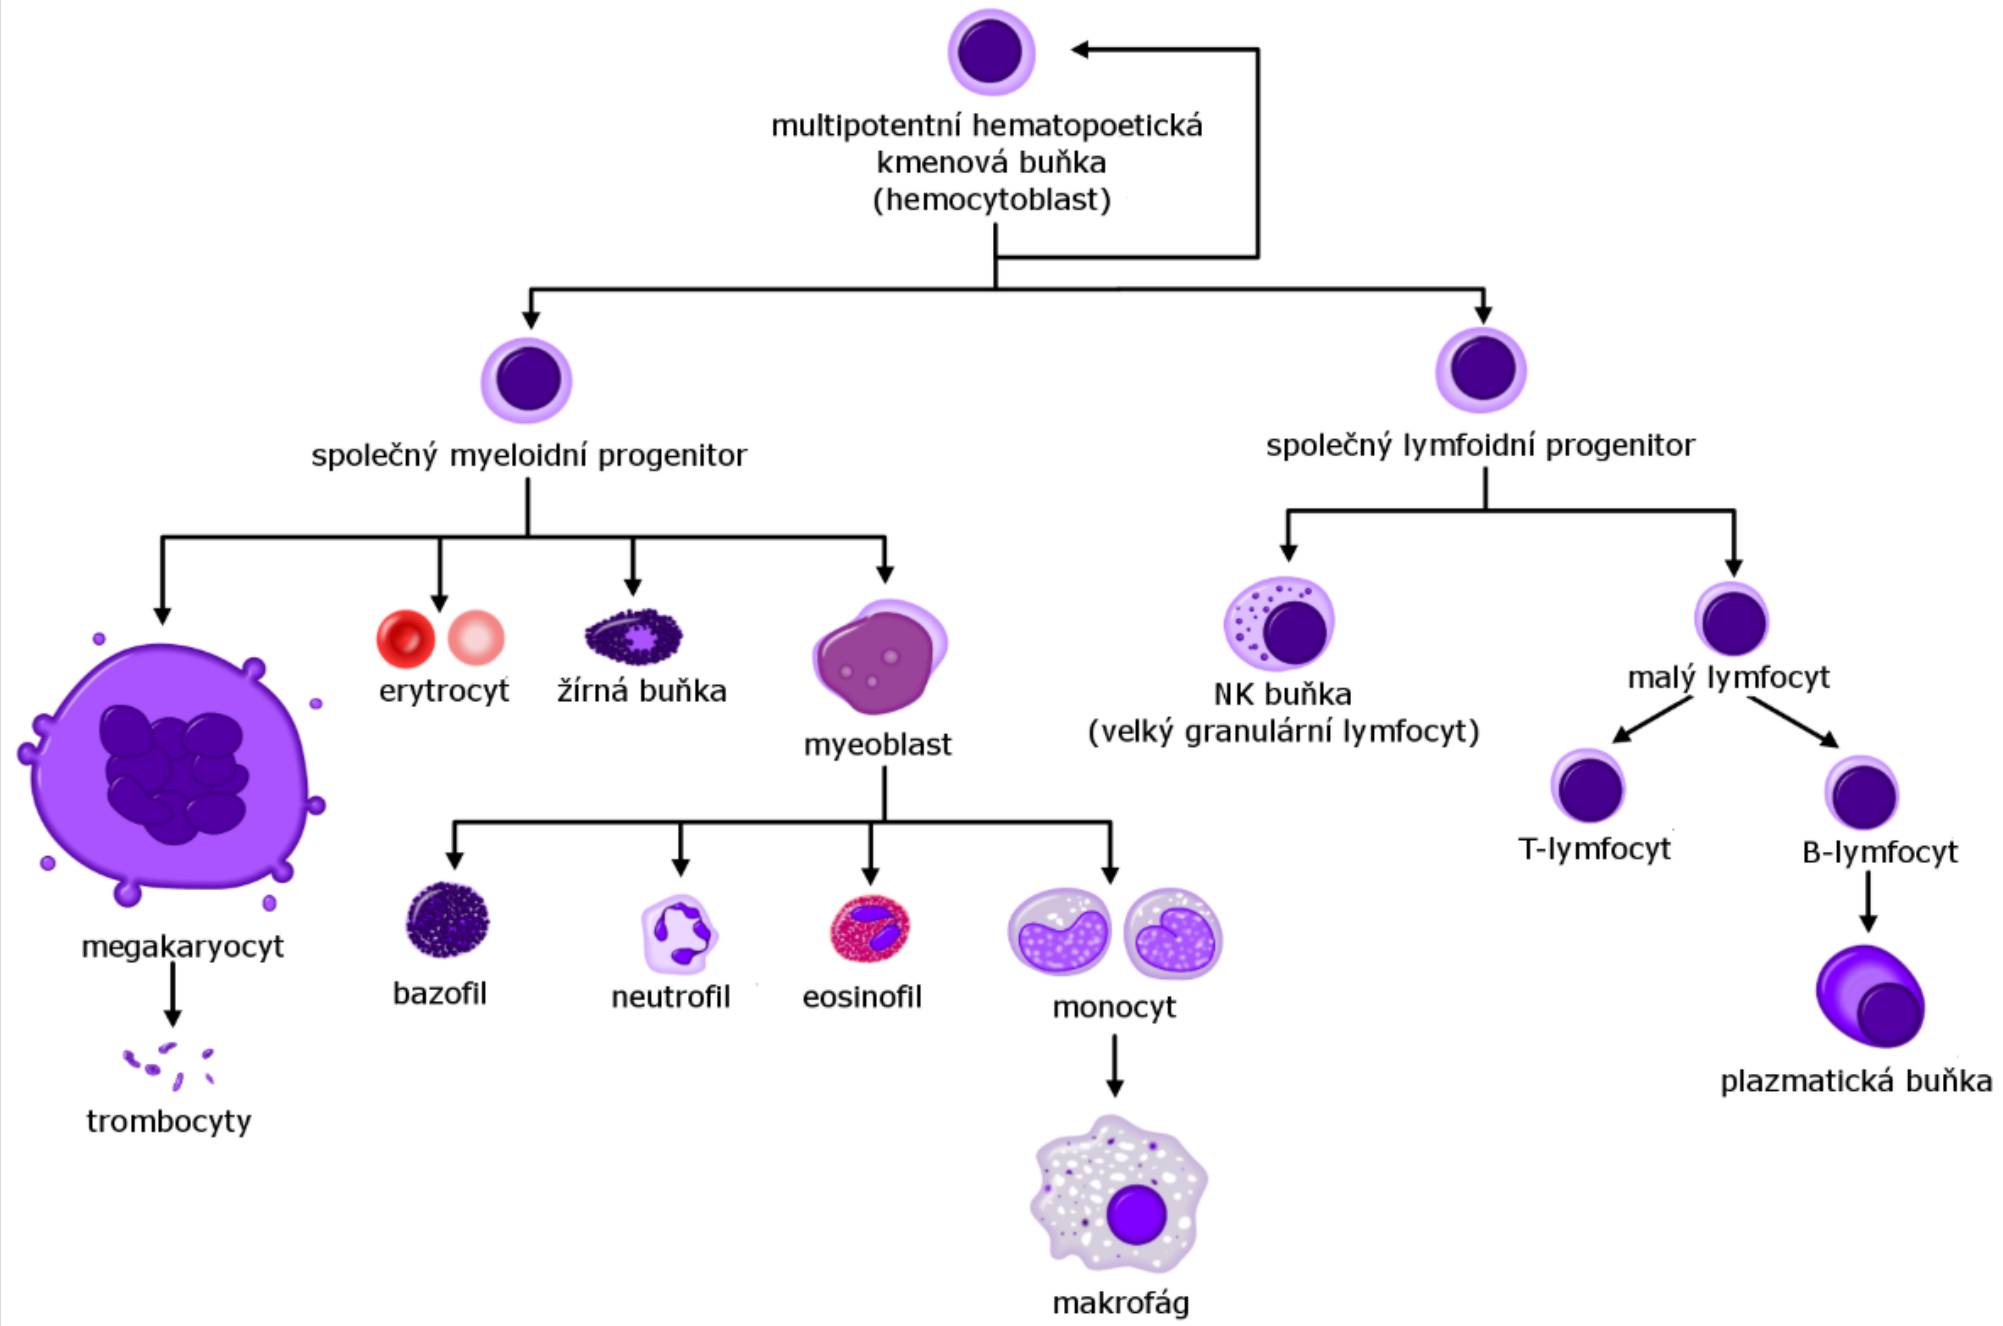 multipotentní hematopoetická
kmenová buňka
(hemocytoblast)
společný myeloidní progenitor
společný lymfoidní progenitor
erytrocyt
žírná buňka
myeoblast
NK buňka
(velký granulární lymfocyt)
malý lymfocyt
T-lymfocyt
B-lymfocyt
megakaryocyt
bazofil
neutrofil
eosinofil
monocyt
plazmatická buňka
trombocyty
makrofág